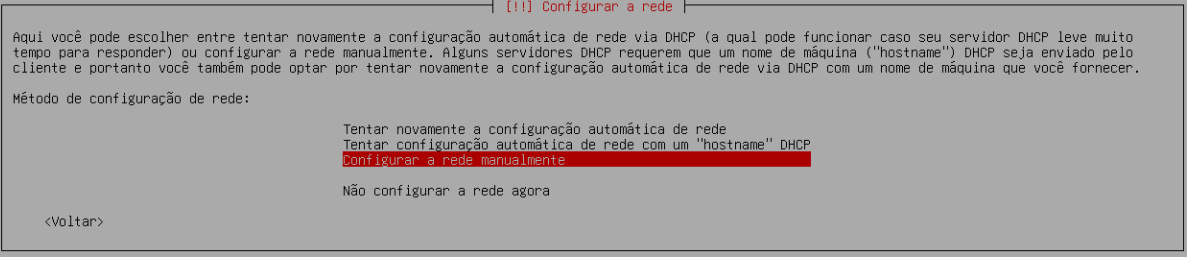 [!!] Configurar a rede
Aqui você pode escolher entre tentar novamente a configuração automática de rede via DHCP (a qual pode funcionar caso seu servidor DHCP leve muito
tempo para responder) ou configurar a rede manualmente. Alguns servidores DHCP requerem que um nome de máquina ("hostname") DHCP seja enviado pelo
cliente e portanto você também pode optar por tentar novamente a configuração automática de rede via DHCP com um nome de máquina que você fornecer.
Método de configuração de rede:
Tentar novamente a configuração automática de rede
Tentar configuração automática de rede com um "hostname" DHCP
Configurar a rede manualmente
Não configurar a rede agora
<Voltar>